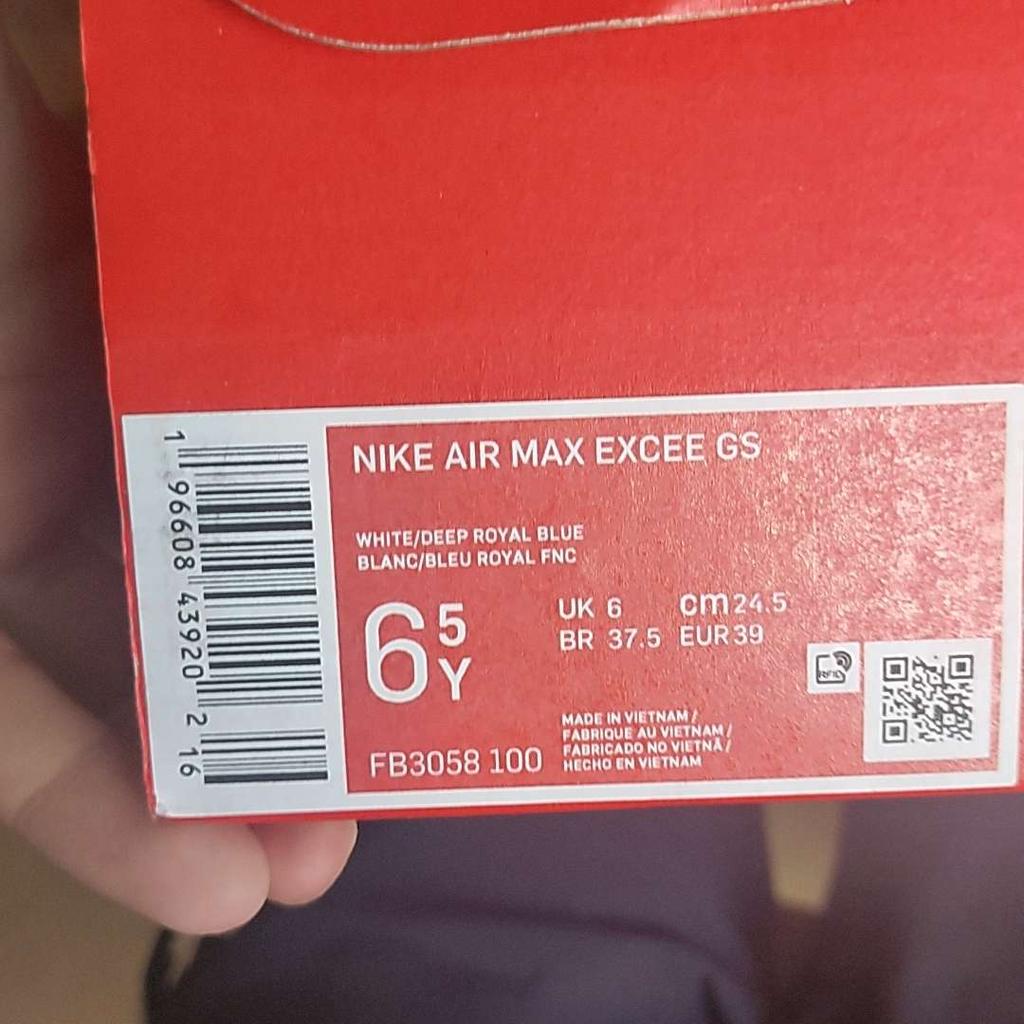 NIKE AIR MAX EXCEE GS
WHITE/DEEP ROYAL BLUE
BLANC/BLEU ROYAL FNC
6 5 Y
UK 6 cm 24.5
BR 37.5 EUR 39
RFID
MADE IN VIETNAM /
FABRIQUE AU VIETNAM /
FABRICADO NO VIETNÃ /
HECHO EN VIETNAM
FB3058 100
1 96608 43920 2 16